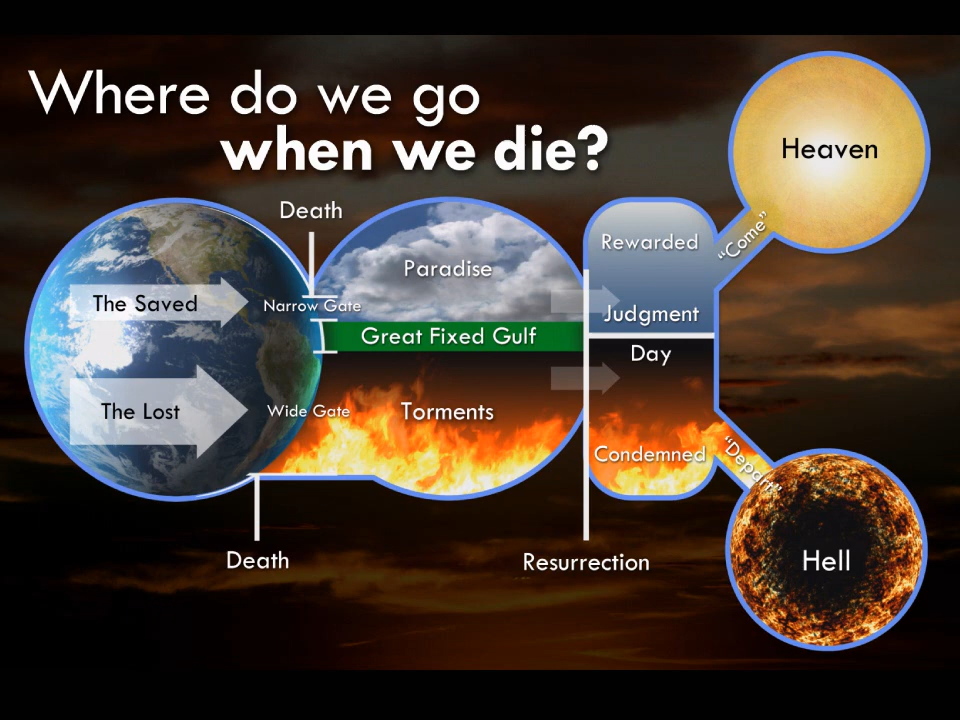 Where do we go
when we die?
Heaven
Death
"Come"
Rewarded
Paradise
The Saved
Narrow Gate
Judgment
Great Fixed Gulf
Day
The Lost
Wide Gate
Torments
Condemned
"Depart"
Death
Resurrection
Hell